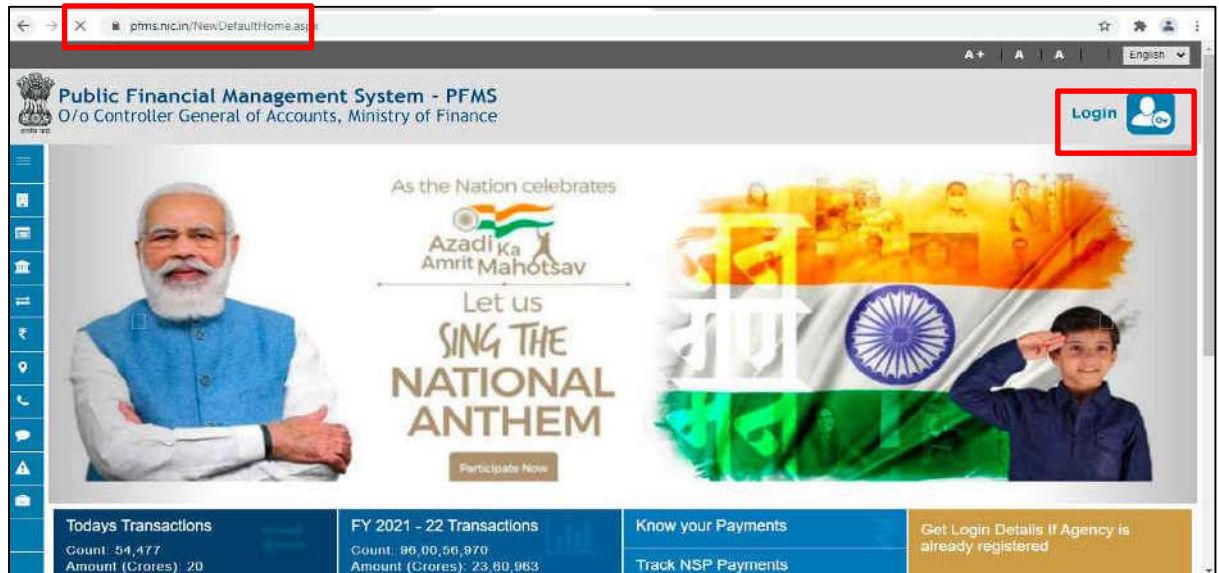 pfms.nic.in/NewDefaultHome.aspx
A+ | A | A | English
Public Financial Management System - PFMS
O/o Controller General of Accounts, Ministry of Finance
Login
As the Nation celebrates
Azadi Ka
Amrit Mahotsav
Let us
SING THE
NATIONAL
ANTHEM
Participate Now
जन
गण
Todays Transactions
Count: 54,477
Amount (Crores): 20
FY 2021 - 22 Transactions
Count: 96,00,56,970
Amount (Crores): 23,60,963
Know your Payments
Track NSP Payments
Get Login Details If Agency is
already registered